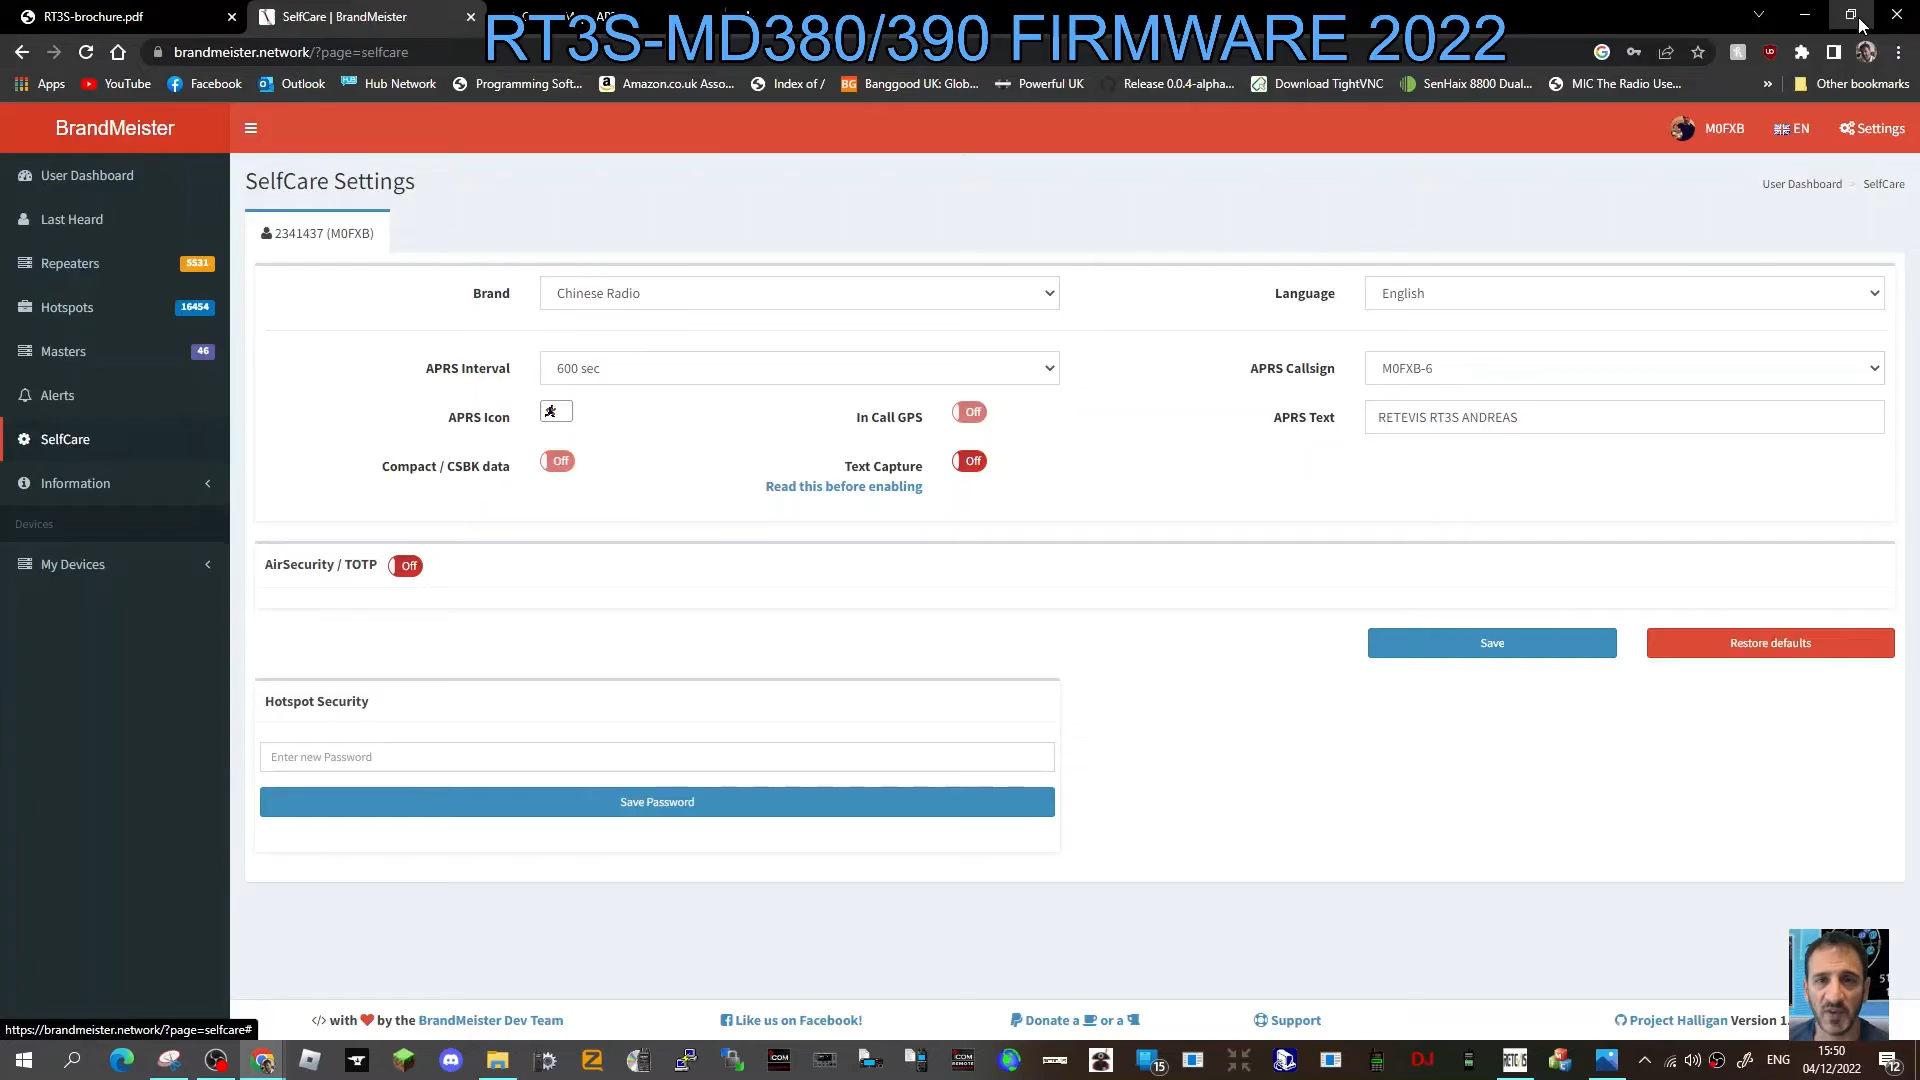 RT3S-brochure.pdf
SelfCare | BrandMeister
RT3S-MD380/390 FIRMWARE 2022
brandmeister.network/?page=selfcare
Apps
YouTube
Facebook
Outlook
Hub Network
Programming Soft...
Amazon.co.uk Asso...
Index of /
Banggood UK: Glob...
Powerful UK
Release 0.0.4-alpha...
Download TightVNC
SenHaix 8800 Dual...
MIC The Radio Use...
»
Other bookmarks
BrandMeister
M0FXB
EN
Settings
User Dashboard
Last Heard
Repeaters 5531
Hotspots 16454
Masters 46
Alerts
SelfCare
Information
Devices
My Devices
SelfCare Settings
User Dashboard > SelfCare
2341437 (M0FXB)
Brand
Chinese Radio
Language
English
APRS Interval
600 sec
APRS Callsign
M0FXB-6
APRS Icon
In Call GPS
Off
APRS Text
RETEVIS RT3S ANDREAS
Compact / CSBK data
Off
Text Capture
Off
Read this before enabling
AirSecurity / TOTP
Off
Save
Restore defaults
Hotspot Security
Enter new Password
Save Password
https://brandmeister.network/?page=selfcare#
</> with ❤ by the BrandMeister Dev Team
Like us on Facebook!
Donate a or a
Support
Project Halligan Version 1.
ENG
15:50
04/12/2022
15
12
DJ